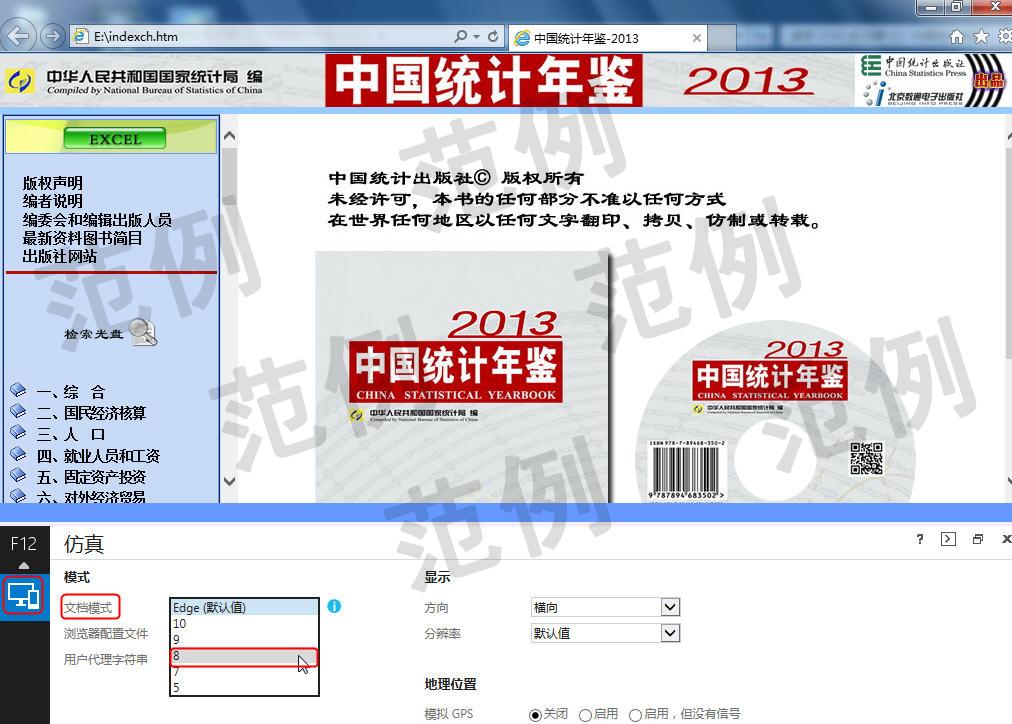 E:\indexch.htm
中国统计年鉴-2013
中华人民共和国国家统计局 编
Compiled by National Bureau of Statistics of China
中国统计年鉴
2013
中国统计出版社
China Statistics Press
北京数通电子出版社
BEIJING INFO PRESS
出品
EXCEL
版权声明
编者说明
编委会和编辑出版人员
最新资料图书简目
出版社网站
检索光盘
一、综 合
二、国民经济核算
三、人 口
四、就业人员和工资
五、固定资产投资
六、对外经济贸易
中国统计出版社© 版权所有
未经许可，本书的任何部分不准以任何方式
在世界任何地区以任何文字翻印、拷贝、仿制或转载。
2013
中国统计年鉴
CHINA STATISTICAL YEARBOOK
中华人民共和国国家统计局 编
Compiled by National Bureau of Statistics of China
2013
中国统计年鉴
CHINA STATISTICAL YEARBOOK
中华人民共和国国家统计局 编
Compiled by National Bureau of Statistics of China
ISBN 978-7-89468-350-2
9 787894 683502 >
范例
范例
范例
范例
范例
范例
F12
仿真
?
模式
文档模式
Edge (默认值)
10
9
8
7
5
浏览器配置文件
用户代理字符串
显示
方向
横向
分辨率
默认值
地理位置
模拟 GPS
关闭
启用
启用，但没有信号